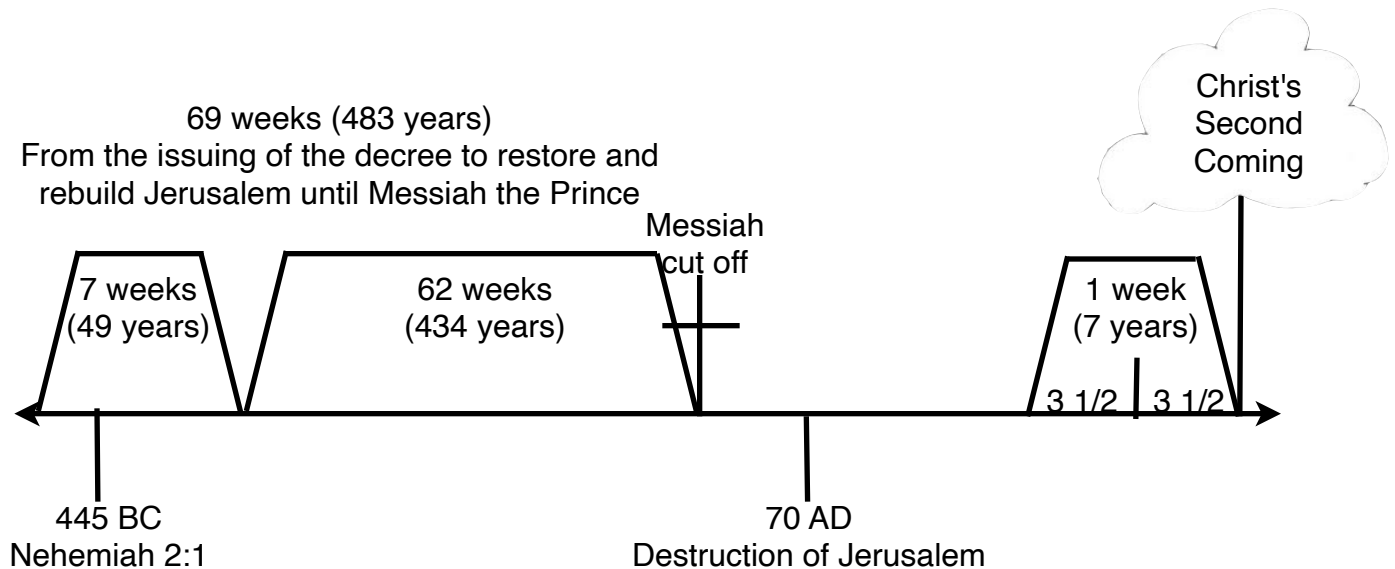 Christ's
Second
Coming
69 weeks (483 years)
From the issuing of the decree to restore and
rebuild Jerusalem until Messiah the Prince
Messiah
cut off
7 weeks
(49 years)
62 weeks
(434 years)
1 week
(7 years)
3 1/2 3 1/2
445 BC
Nehemiah 2:1
70 AD
Destruction of Jerusalem